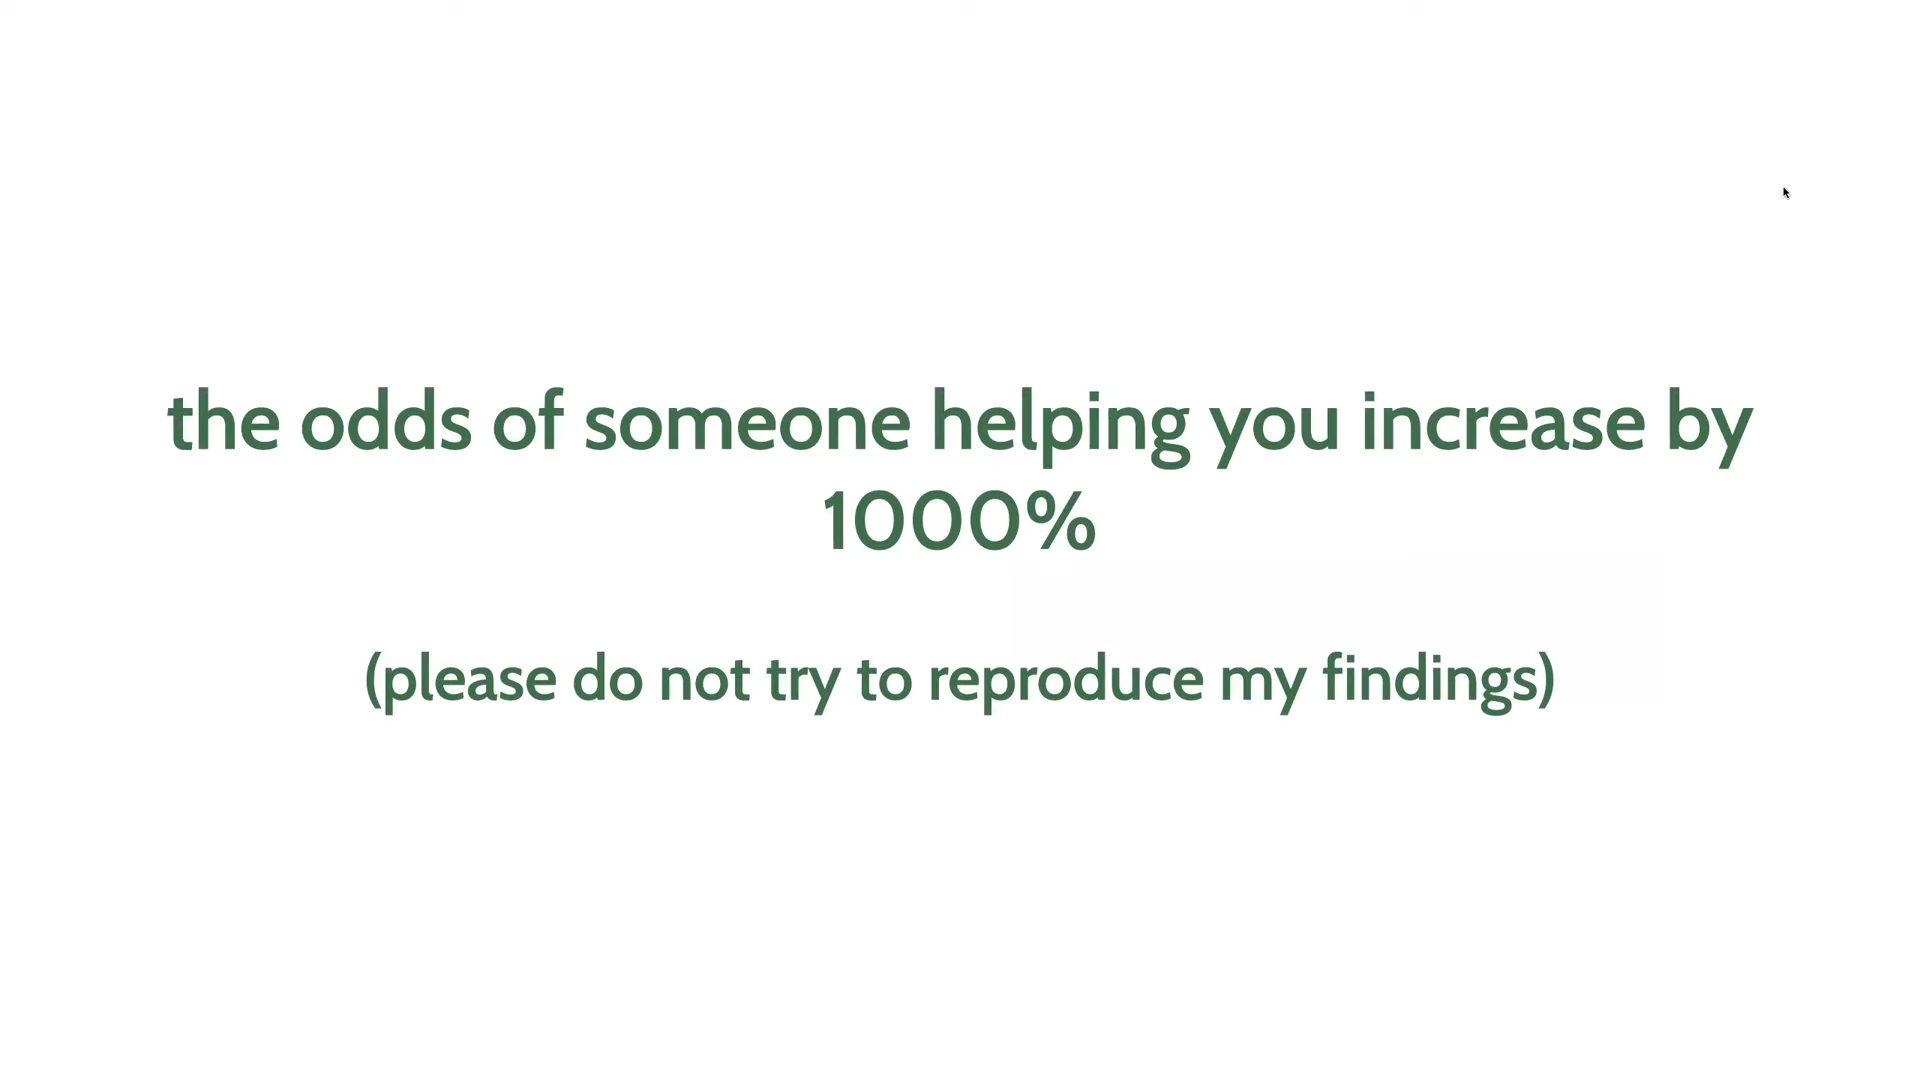 the odds of someone helping you increase by
1000%
(please do not try to reproduce my findings)